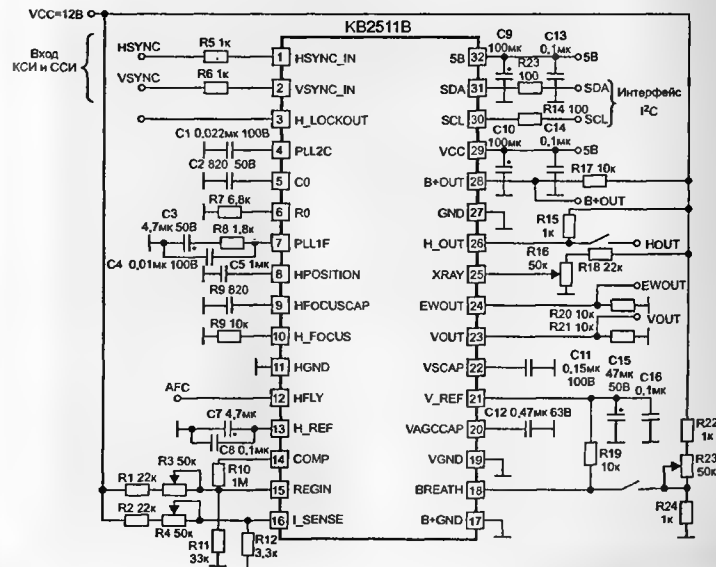 VCC=12В
KB2511B
Вход
КСИ и ССИ
HSYNC
R5 1к
1 HSYNC_IN
VSYNC
R6 1к
2 VSYNC_IN
3 H_LOCKOUT
C1 0,022мк 100В
4 PLL2C
C2 820 50В
5 C0
R7 6,8к
6 R0
C3
4,7мк 50В
R8 1,8к
7 PLL1F
C4 0,01мк 100В
C5 1мк
8 HPOSITION
R9 820
9 HFOCUSCAP
R9 10к
10 H_FOCUS
11 HGND
AFC
12 HFLY
C7 4,7мк
13 H_REF
C8 0,1мк
14 COMP
R10
1М
R1 22к
R3 50к
15 REGIN
R2 22к
R4 50к
16 I_SENSE
R11
33к
R12
3,3к
5В 32
C9
100мк
C13
0,1мк
5В
SDA 31
R23
100
SDA
Интерфейс
I²C
SCL 30
R14 100
SCL
VCC 29
C10
100мк
C14
0,1мк
5В
B+OUT 28
R17 10к
B+OUT
GND 27
R15
1к
H_OUT 26
HOUT
XRAY 25
R16
50к
R18 22к
EWOUT 24
EWOUT
R20 10к
VOUT 23
R21 10к
VOUT
VSCAP 22
C11
0,15мк
100В
V_REF 21
C15
47мк
50В
C16
0,1мк
VAGCCAP 20
C12 0,47мк 63В
VGND 19
R19
10к
BREATH 18
R22
1к
R23
50к
R24
1к
B+GND 17